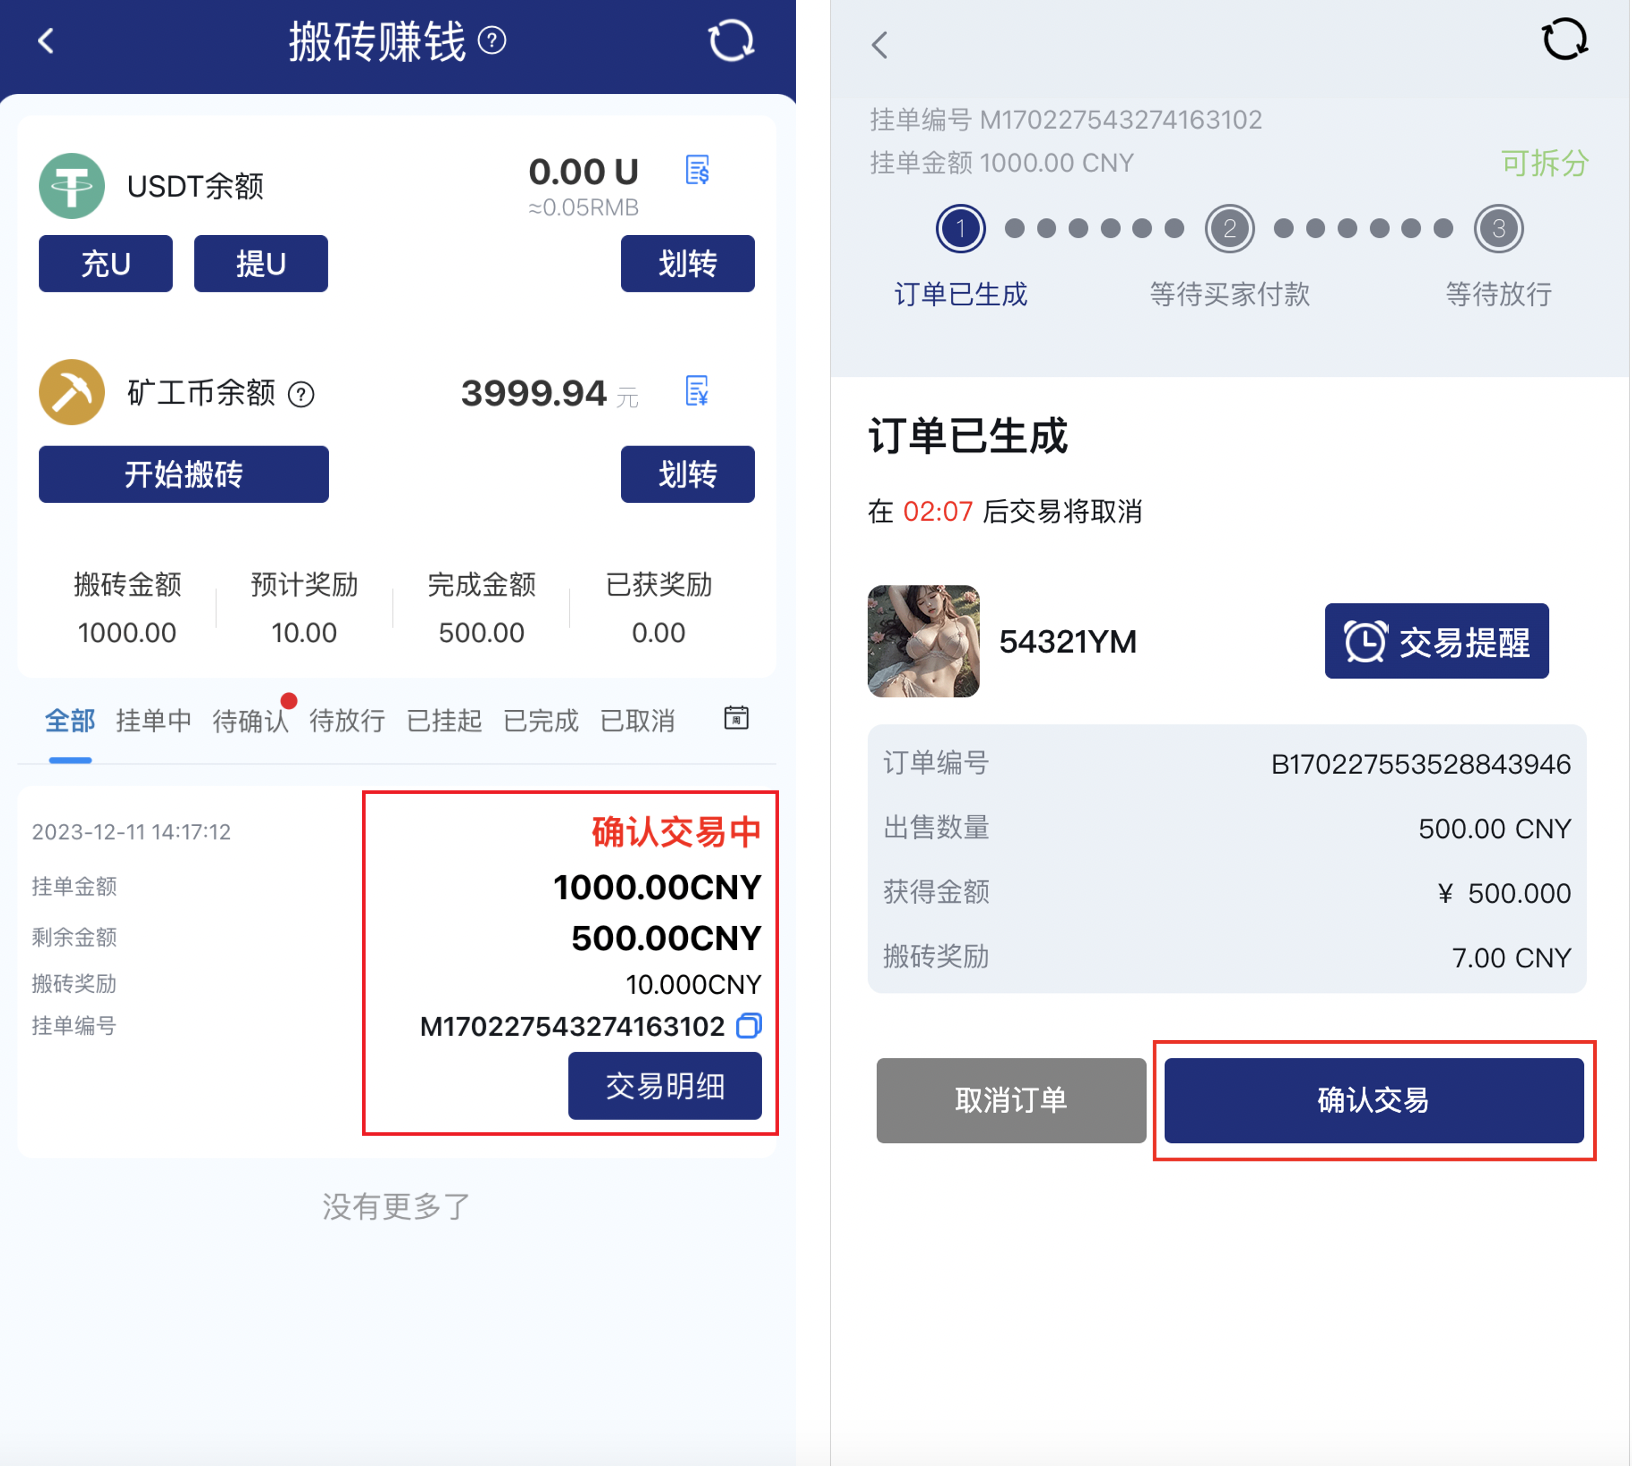 搬砖赚钱 ?
USDT余额
0.00 U
≈0.05RMB
充U
提U
划转
矿工币余额 ?
3999.94 元
开始搬砖
划转
搬砖金额
预计奖励
完成金额
已获奖励
1000.00
10.00
500.00
0.00
全部
挂单中
待确认
待放行
已挂起
已完成
已取消
周
2023-12-11 14:17:12
确认交易中
挂单金额
1000.00CNY
剩余金额
500.00CNY
搬砖奖励
10.000CNY
挂单编号
M170227543274163102
交易明细
没有更多了
挂单编号 M170227543274163102
挂单金额 1000.00 CNY
可拆分
1
2
3
订单已生成
等待买家付款
等待放行
订单已生成
在 02:07 后交易将取消
54321YM
交易提醒
订单编号
B170227553528843946
出售数量
500.00 CNY
获得金额
¥ 500.000
搬砖奖励
7.00 CNY
取消订单
确认交易